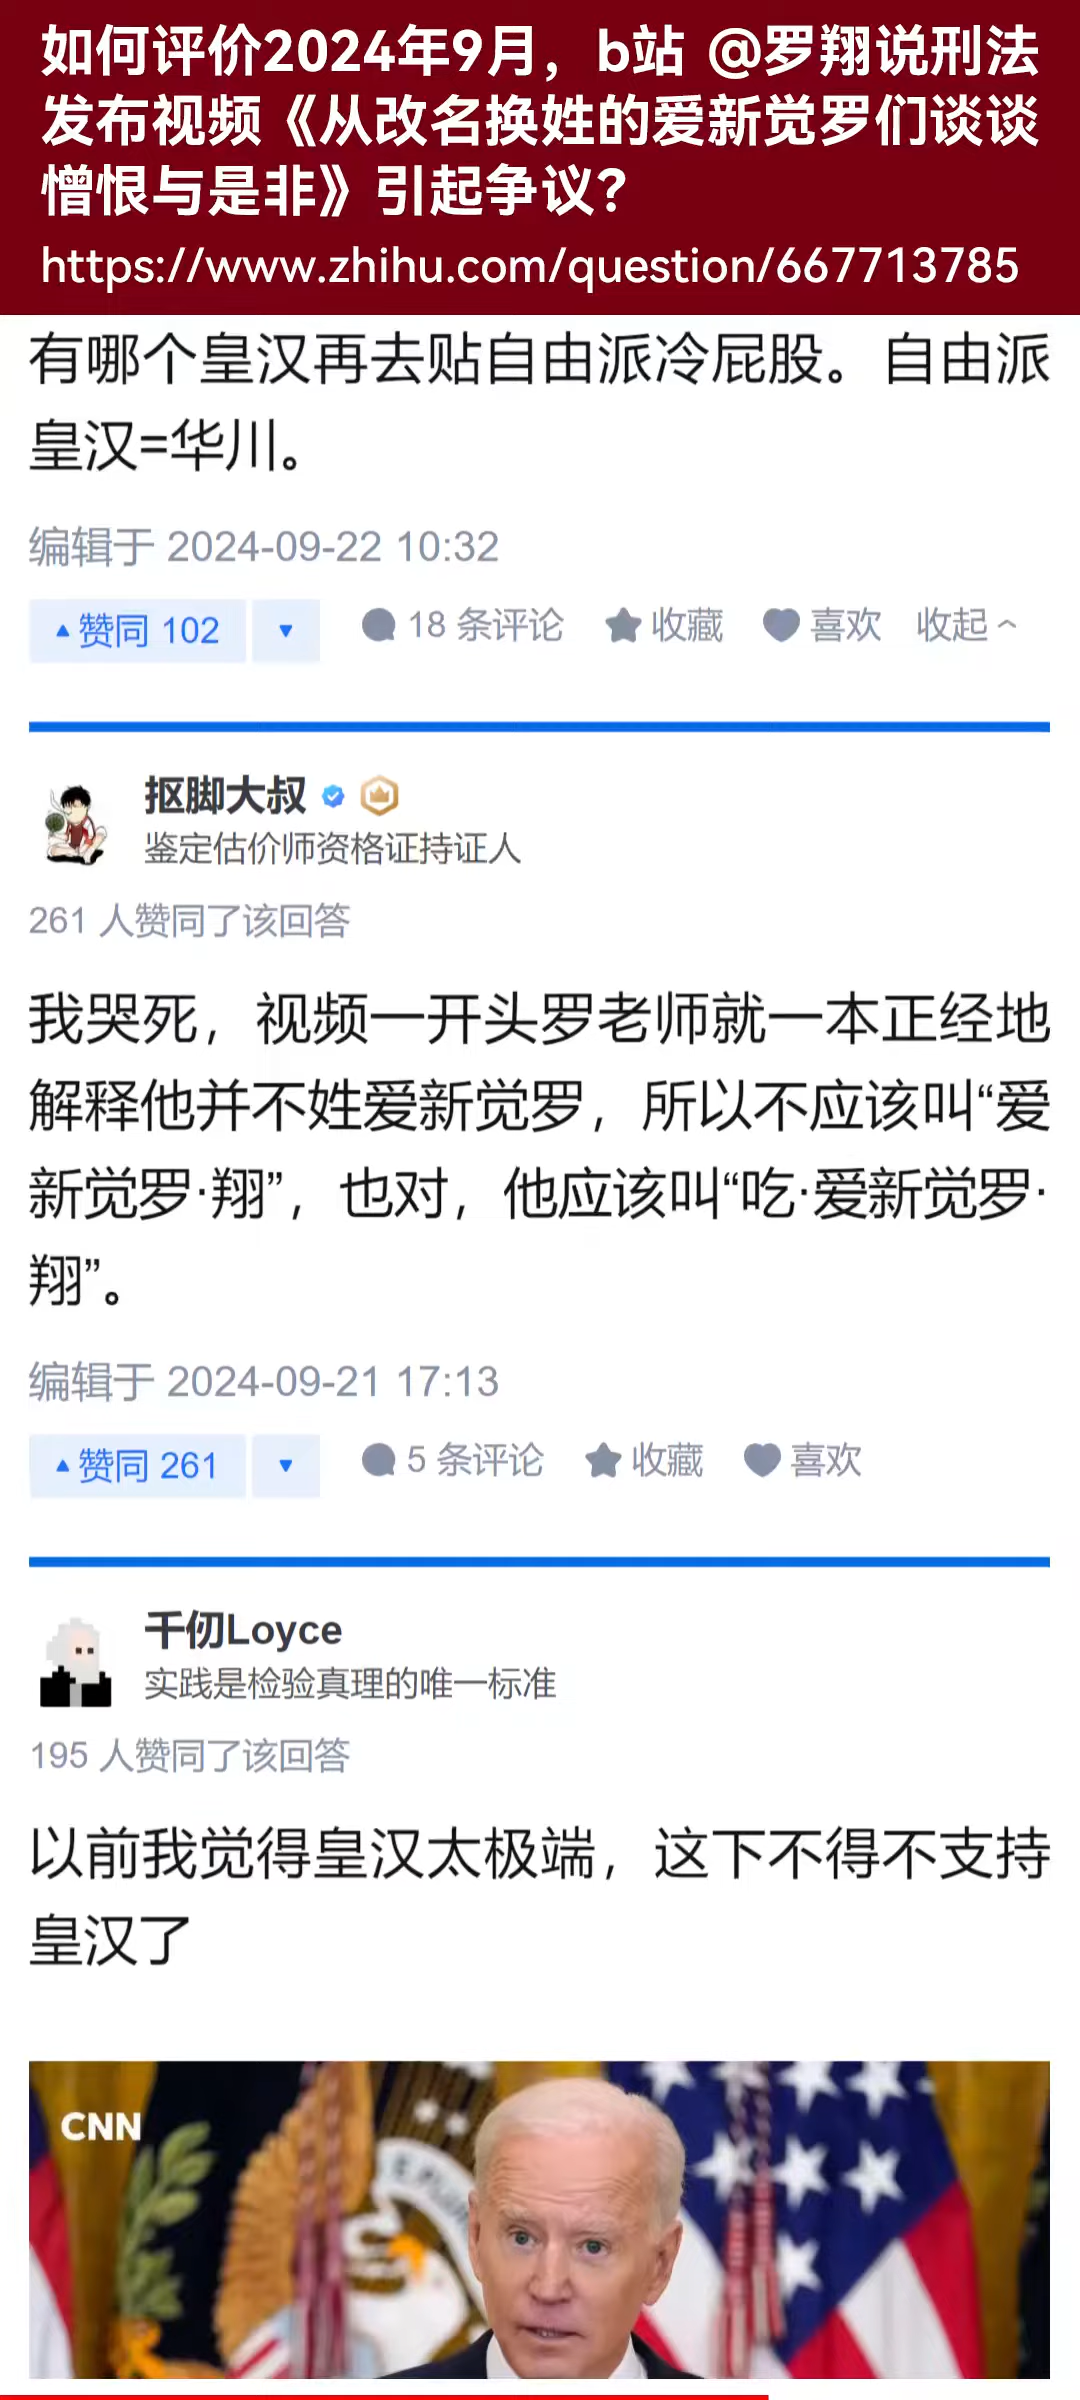 如何评价2024年9月，b站 @罗翔说刑法
发布视频《从改名换姓的爱新觉罗们谈谈
憎恨与是非》引起争议？
https://www.zhihu.com/question/667713785
有哪个皇汉再去贴自由派冷屁股。自由派
皇汉=华川。
编辑于 2024-09-22 10:32
赞同 102 18 条评论 收藏 喜欢 收起
抠脚大叔
鉴定估价师资格证持证人
261 人赞同了该回答
我哭死，视频一开头罗老师就一本正经地
解释他并不姓爱新觉罗，所以不应该叫“爱
新觉罗·翔”，也对，他应该叫“吃·爱新觉罗·
翔”。
编辑于 2024-09-21 17:13
赞同 261 5 条评论 收藏 喜欢
千仞Loyce
实践是检验真理的唯一标准
195 人赞同了该回答
以前我觉得皇汉太极端，这下不得不支持
皇汉了
CNN